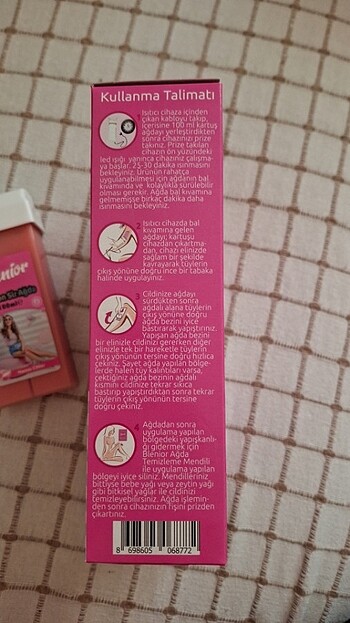 Kullanma Talimatı
1
Isıtıcı cihaza içinden
çıkan kabloyu takıp,
içerisine 100 ml kartuş
ağdayı yerleştirdikten
sonra cihazınızı prize
takınız. Prize takılan
cihazın ön yüzündeki
led ışığı yanınca cihazınız çalışma-
ya başlar. 25-30 dakika ısınmasını
bekleyiniz. Ürünün rahatça
uygulanabilmesi için ağdanın bal
kıvamında ve kolaylıkla sürülebilir
olması gerekir. Ağda bal kıvamına
gelmemişse birkaç dakika daha
ısınmasını bekleyiniz.
2
Isıtıcı cihazda bal
kıvamına gelen
ağdayı; kartuşu
cihazdan çıkartma-
dan, cihazı elinizde
sağlam bir şekilde
kavrayarak tüylerin
çıkış yönüne doğru ince bir tabaka
halinde uygulayınız.
3
Cildinize ağdayı
sürdükten sonra
ağdalı alana tüylerin
çıkış yönüne doğru
ağda bezini iyice
bastırarak yapıştırınız.
Yapışan ağda bezini
bir elinizle cildinizi gererken diğer
elinizle tek bir hareketle tüylerin
çıkış yönünün tersine doğru hızlıca
çekiniz. Şayet ağda yapılan bölge-
lerde halen tüy kalıntıları varsa,
çektiğiniz ağda bezinin ağdalı
kısmını cildinize tekrar sıkıca
bastırıp yapıştırdıktan sonra tekrar
tüylerin çıkış yönünün tersine
doğru çekiniz.
4
Ağdadan sonra
uygulama yapılan
bölgedeki yapışkanlı-
ğı gidermek için
Blenior Ağda
Temizleme Mendili
ile uygulama yapılan
bölgeyi iyice siliniz. Mendilleriniz
bittiyse bebe yağı veya zeytin yağı
gibi bitkisel yağlar ile cildinizi
temizleyebilirsiniz. Ağda işlemin-
den sonra cihazınızın fişini prizden
çıkartınız.
8 698605 068772